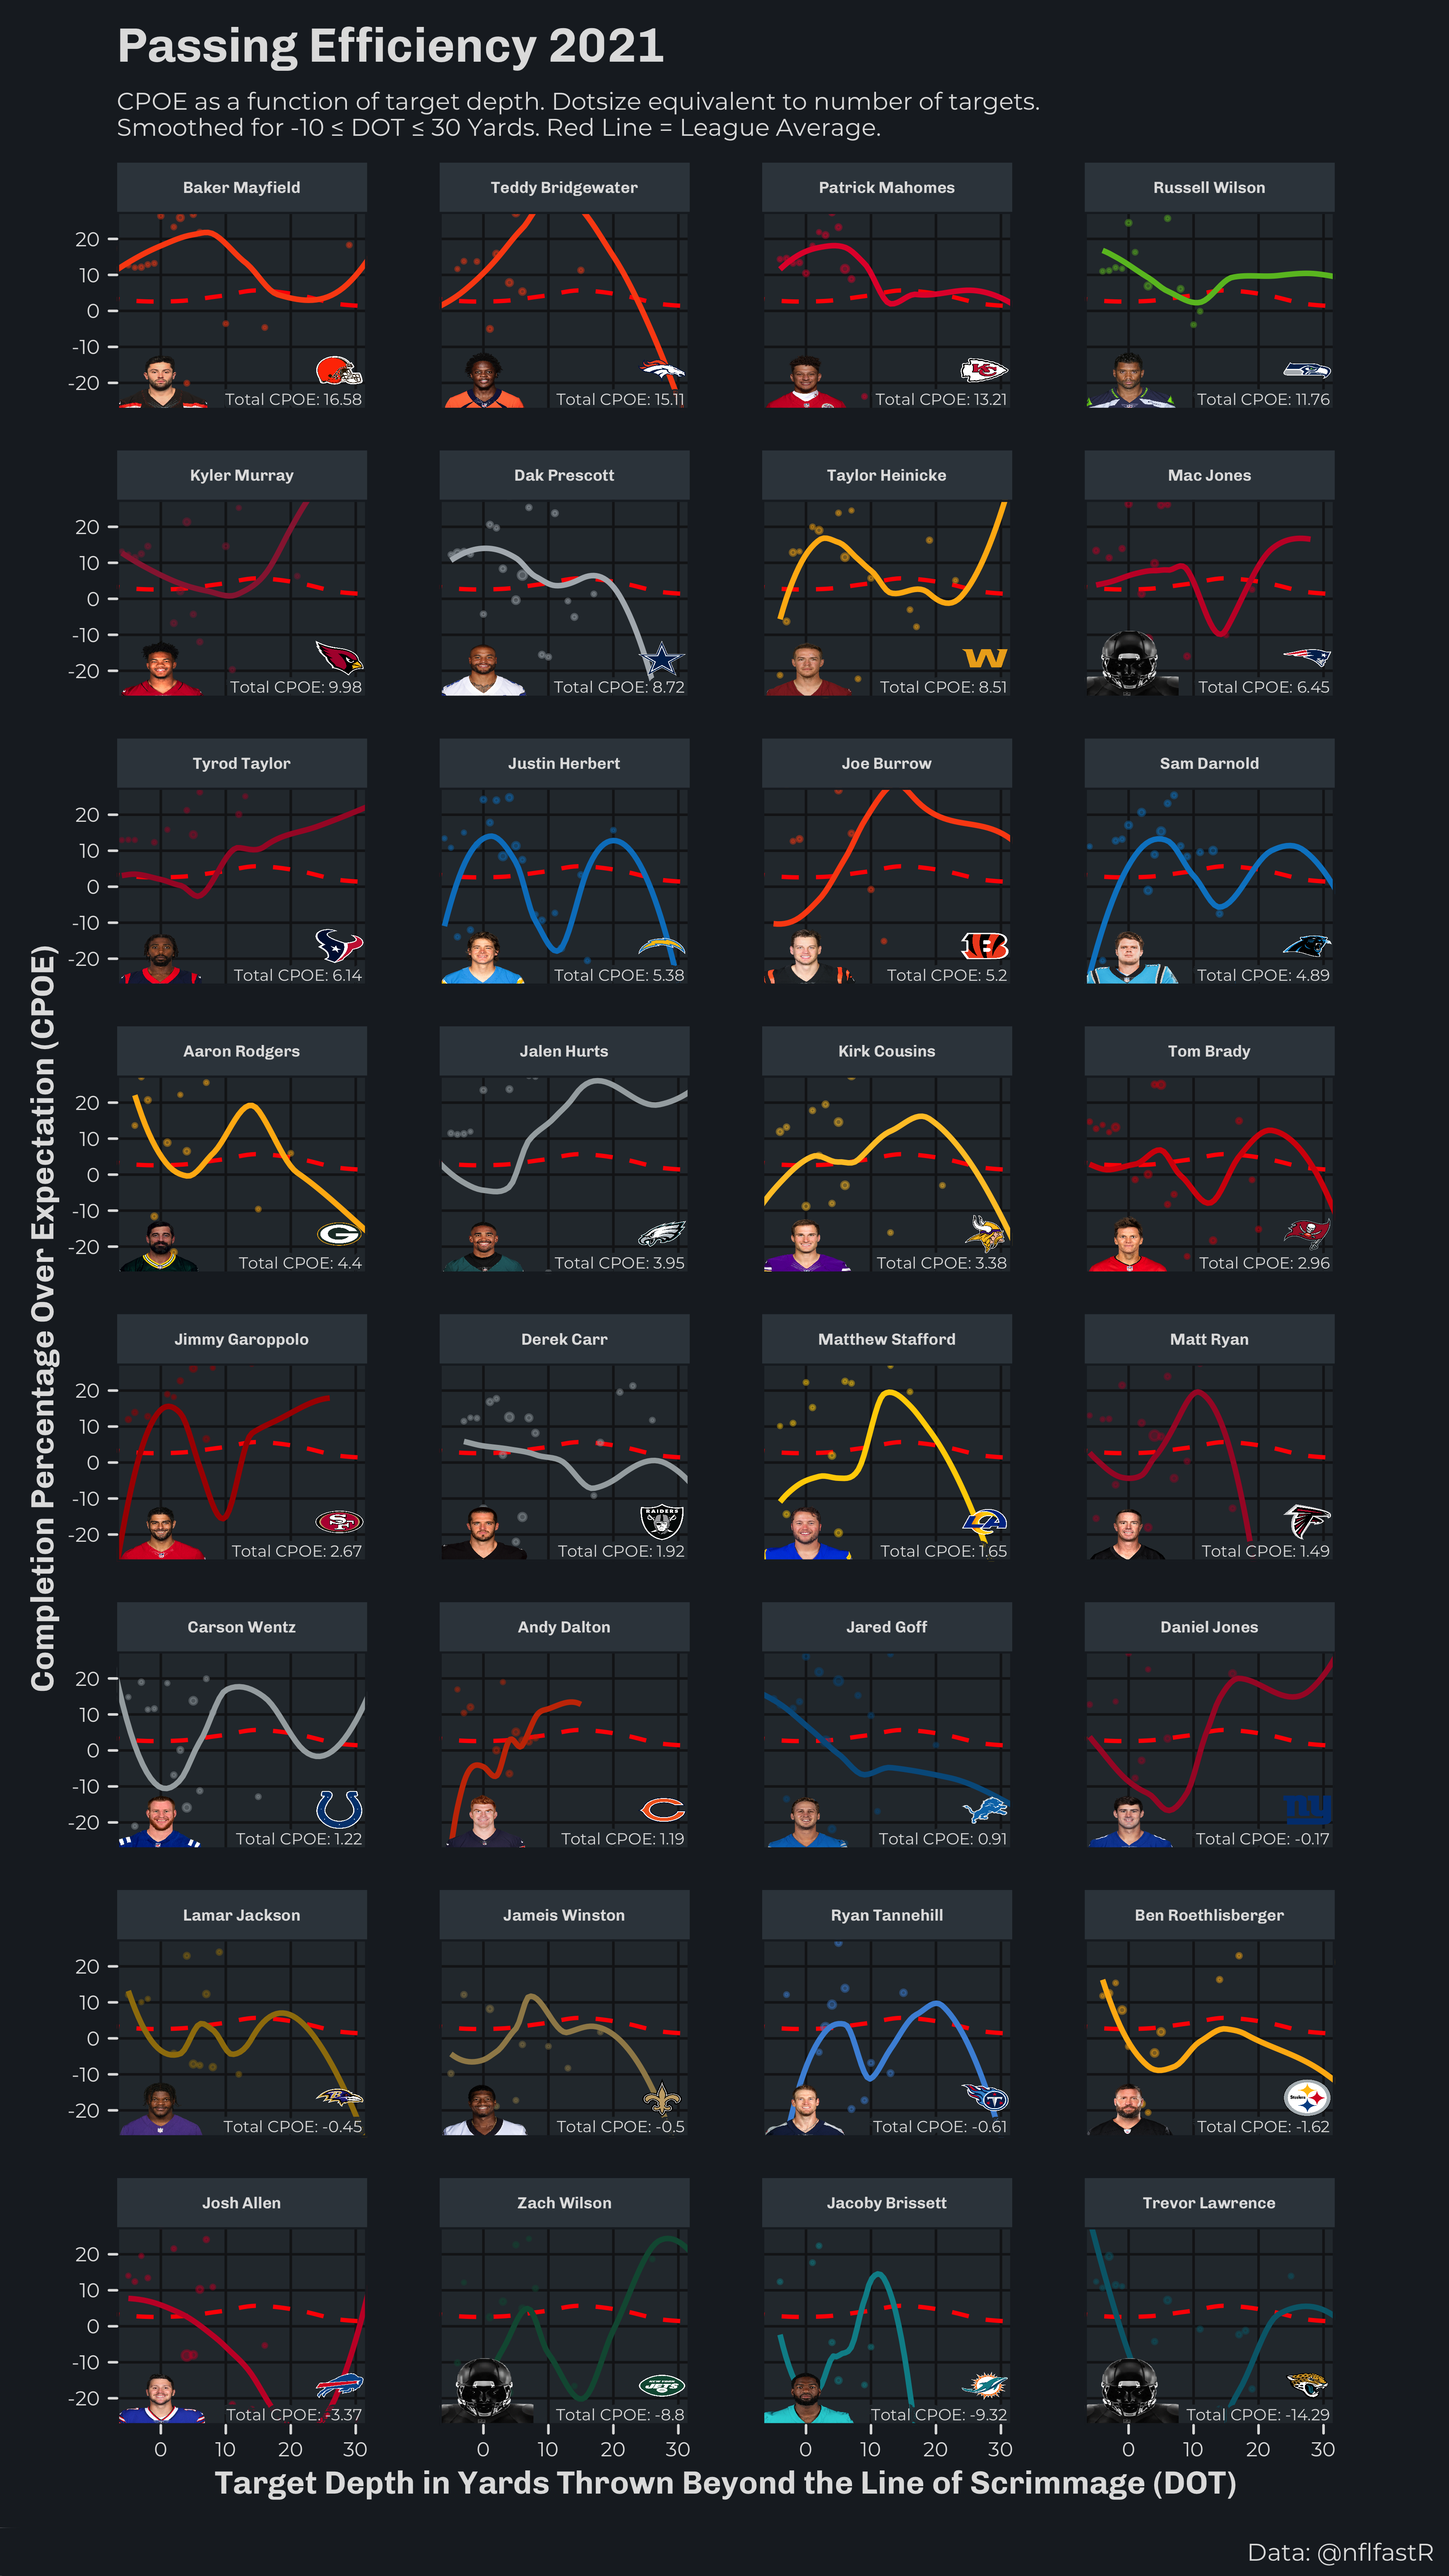 Passing Efficiency 2021
CPOE as a function of target depth. Dotsize equivalent to number of targets.
Smoothed for -10 ≤ DOT ≤ 30 Yards. Red Line = League Average.
Baker Mayfield
Teddy Bridgewater
Patrick Mahomes
Russell Wilson
20
10
0
-10
-20
Total CPOE: 16.58
Total CPOE: 15.11
Total CPOE: 13.21
Total CPOE: 11.76
Kyler Murray
Dak Prescott
Taylor Heinicke
Mac Jones
20
10
0
-10
-20
W
Total CPOE: 9.98
Total CPOE: 8.72
Total CPOE: 8.51
Total CPOE: 6.45
Tyrod Taylor
Justin Herbert
Joe Burrow
Sam Darnold
20
10
0
-10
-20
Total CPOE: 6.14
Total CPOE: 5.38
Total CPOE: 5.2
Total CPOE: 4.89
Completion Percentage Over Expectation (CPOE)
Aaron Rodgers
Jalen Hurts
Kirk Cousins
Tom Brady
20
10
0
-10
-20
G
Total CPOE: 4.4
Total CPOE: 3.95
Total CPOE: 3.38
Total CPOE: 2.96
Jimmy Garoppolo
Derek Carr
Matthew Stafford
Matt Ryan
20
10
0
-10
-20
SF
RAIDERS
Total CPOE: 2.67
Total CPOE: 1.92
Total CPOE: 1.65
Total CPOE: 1.49
Carson Wentz
Andy Dalton
Jared Goff
Daniel Jones
20
10
0
-10
-20
ny
Total CPOE: 1.22
Total CPOE: 1.19
Total CPOE: 0.91
Total CPOE: -0.17
Lamar Jackson
Jameis Winston
Ryan Tannehill
Ben Roethlisberger
20
10
0
-10
-20
Steelers
Total CPOE: -0.45
Total CPOE: -0.5
Total CPOE: -0.61
Total CPOE: -1.62
Josh Allen
Zach Wilson
Jacoby Brissett
Trevor Lawrence
20
10
0
-10
-20
JETS
Total CPOE: -3.37
Total CPOE: -8.8
Total CPOE: -9.32
Total CPOE: -14.29
0 10 20 30
0 10 20 30
0 10 20 30
0 10 20 30
Target Depth in Yards Thrown Beyond the Line of Scrimmage (DOT)
Data: @nflfastR